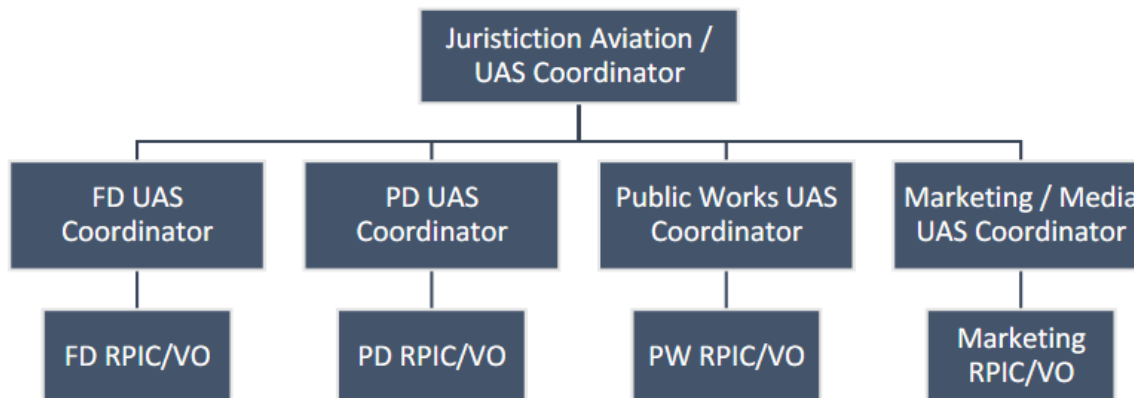 Juristiction Aviation /
UAS Coordinator
FD UAS
Coordinator
PD UAS
Coordinator
Public Works UAS
Coordinator
Marketing / Media
UAS Coordinator
FD RPIC/VO
PD RPIC/VO
PW RPIC/VO
Marketing
RPIC/VO